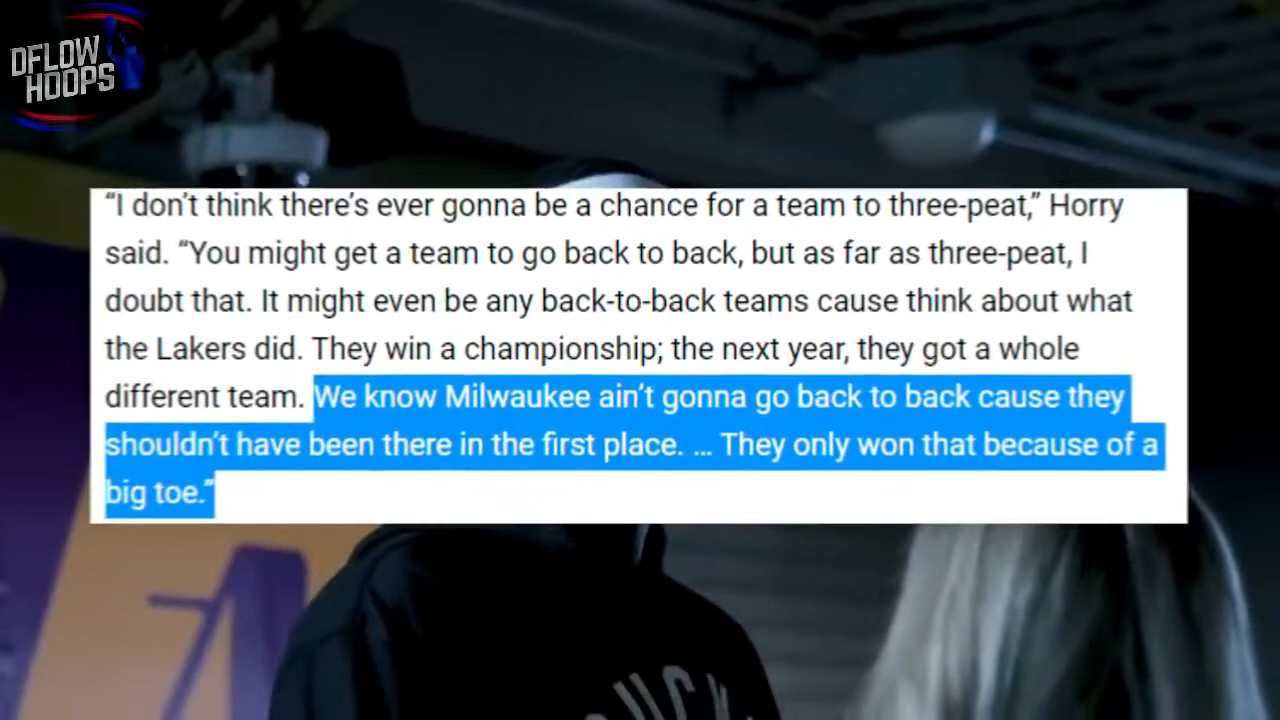 DFLOW
HOOPS
“I don’t think there’s ever gonna be a chance for a team to three-peat,” Horry
said. “You might get a team to go back to back, but as far as three-peat, I
doubt that. It might even be any back-to-back teams cause think about what
the Lakers did. They win a championship; the next year, they got a whole
different team. We know Milwaukee ain’t gonna go back to back cause they
shouldn’t have been there in the first place. … They only won that because of a
big toe.”